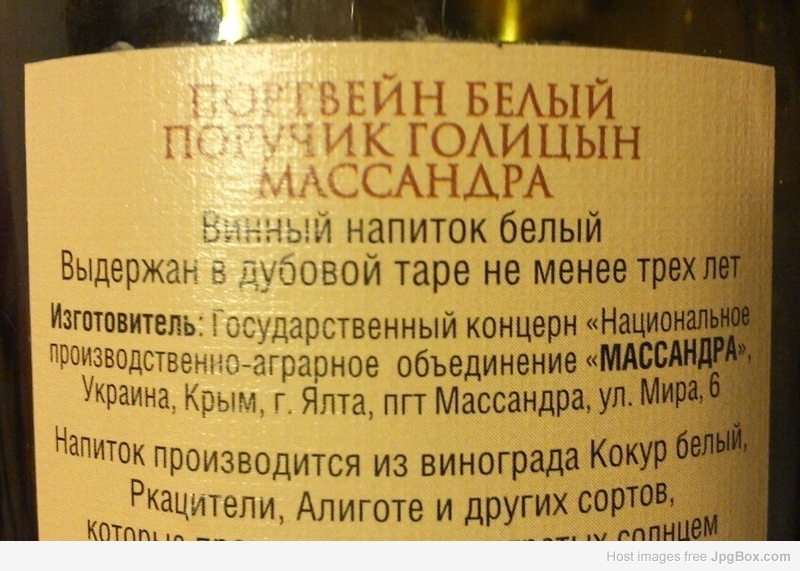 ПОРТВЕЙН БЕЛЫЙ
ПОРУЧИК ГОЛИЦЫН
МАССАНДРА
Винный напиток белый
Выдержан в дубовой таре не менее трех лет
Изготовитель: Государственный концерн «Национальное
производственно-аграрное объединение «МАССАНДРА»,
Украина, Крым, г. Ялта, пгт Массандра, ул. Мира, 6
Напиток производится из винограда Кокур белый,
Ркацители, Алиготе и других сортов,
которые солнцем
Host images free JpgBox.com